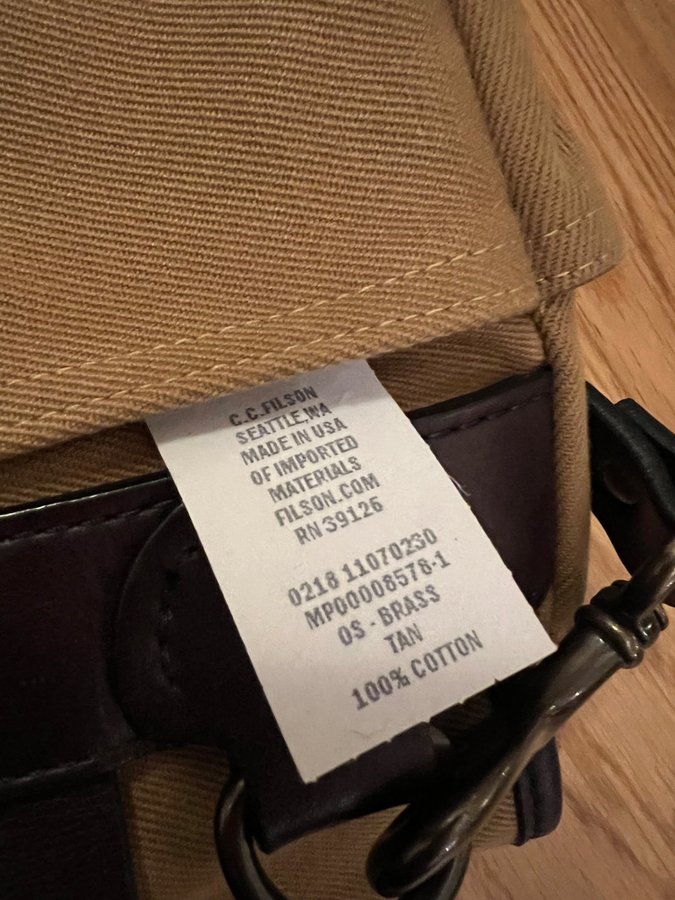 C.C.FILSON
SEATTLE,WA
MADE IN USA
OF IMPORTED
MATERIALS
FILSON.COM
RN 39126
0218 11070230
MP00008578-1
OS - BRASS
TAN
100% COTTON